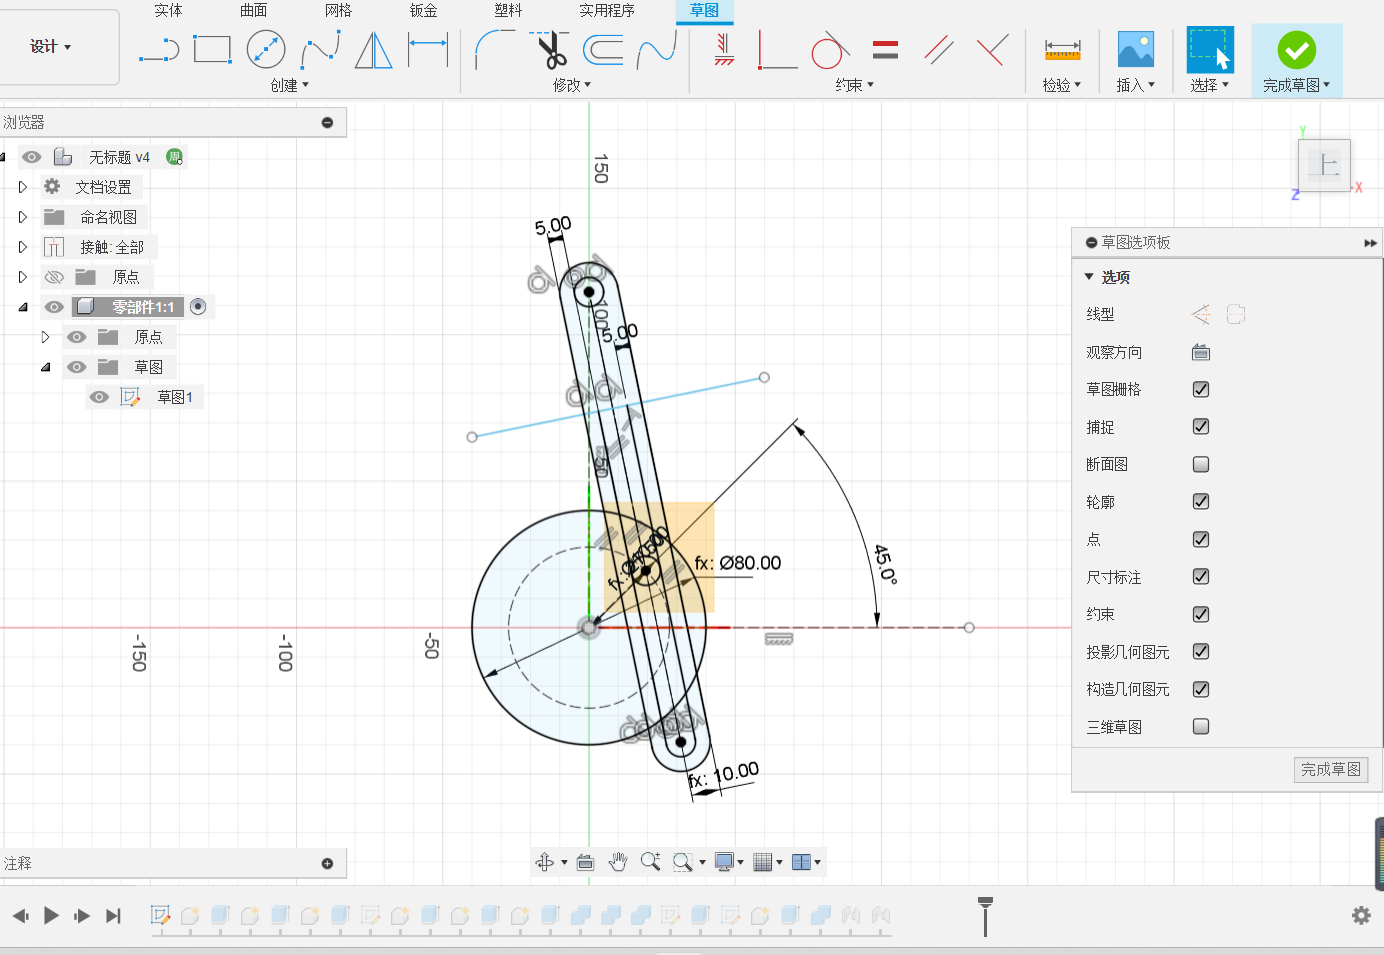 实体 曲面 网格 钣金 塑料 实用程序 草图
设计
创建 修改 约束 检验 插入 选择 完成草图
浏览器
无标题 v4 周
文档设置
命名视图
接触: 全部
原点
零部件1:1
原点
草图
草图1
150
5.00
100
5.00
50
fx: Ø80.00
45.0°
-150
-100
-50
fx: 10.00
Y
上
X
Z
草图选项板
选项
线型
观察方向
草图栅格
捕捉
断面图
轮廓
点
尺寸标注
约束
投影几何图元
构造几何图元
三维草图
完成草图
注释